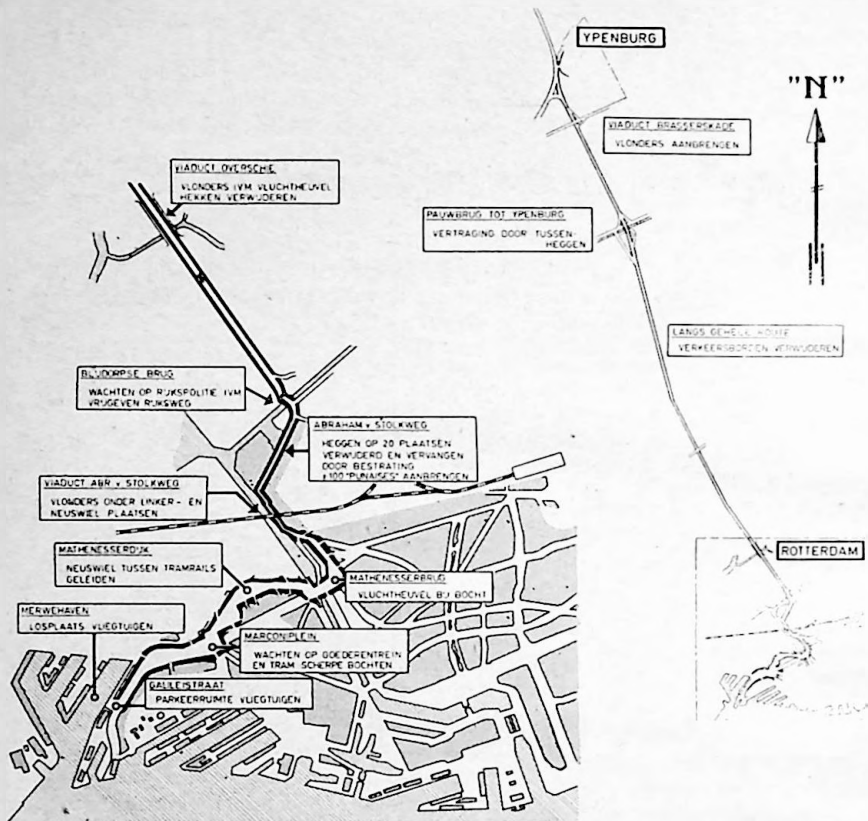 YPENBURG
"N"
VIADUCT BRASSERSKADE
VLONDERS AANBRENGEN
VIADUCT OVERSCHIE
VLONDERS IVM VLUCHTHEUVEL
HEKKEN VERWIJDEREN
PAUWBRUG TOT YPENBURG
VERTRAGING DOOR TUSSEN-
HEGGEN
LANGS GEHELE ROUTE
VERKEERSBORDEN VERWIJDEREN
BLIJDORPSE BRUG
WACHTEN OP RIJKSPOLITIE IVM
VRIJGEVEN RIJKSWEG
ABRAHAM v STOLKWEG
HEGGEN OP 20 PLAATSEN
VERWIJDERD EN VERVANGEN
DOOR BESTRATING
± 100 "PUNAISES" AANBRENGEN
VIADUCT ABR v STOLKWEG
VLONDERS ONDER LINKER- EN
NEUSWIEL PLAATSEN
MATHENESSERDIJK
NEUSWIEL TUSSEN TRAMRAILS
GELEIDEN
ROTTERDAM
MATHENESSERBRUG
VLUCHTHEUVEL BIJ BOCHT
MERWEHAVEN
LOSPLAATS VLIEGTUIGEN
MARCONIPLEIN
WACHTEN OP GOEDERENTREIN
EN TRAM SCHERPE BOCHTEN
GALILEISTRAAT
PARKEERRUIMTE VLIEGTUIGEN